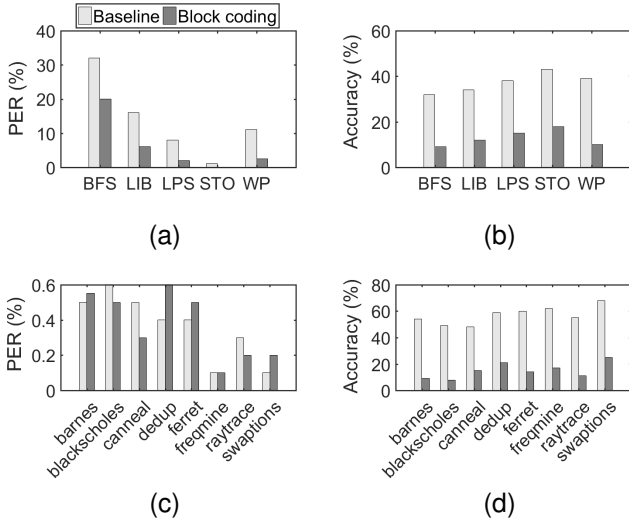 Baseline Block coding
40
30
20
10
0
PER (%)
BFS LIB LPS STO WP
(a)
60
40
20
0
Accuracy (%)
BFS LIB LPS STO WP
(b)
0.6
0.4
0.2
0
PER (%)
barnes
blackscholes
canneal
dedup
ferret
freqmine
raytrace
swaptions
(c)
80
60
40
20
0
Accuracy (%)
barnes
blackscholes
canneal
dedup
ferret
freqmine
raytrace
swaptions
(d)